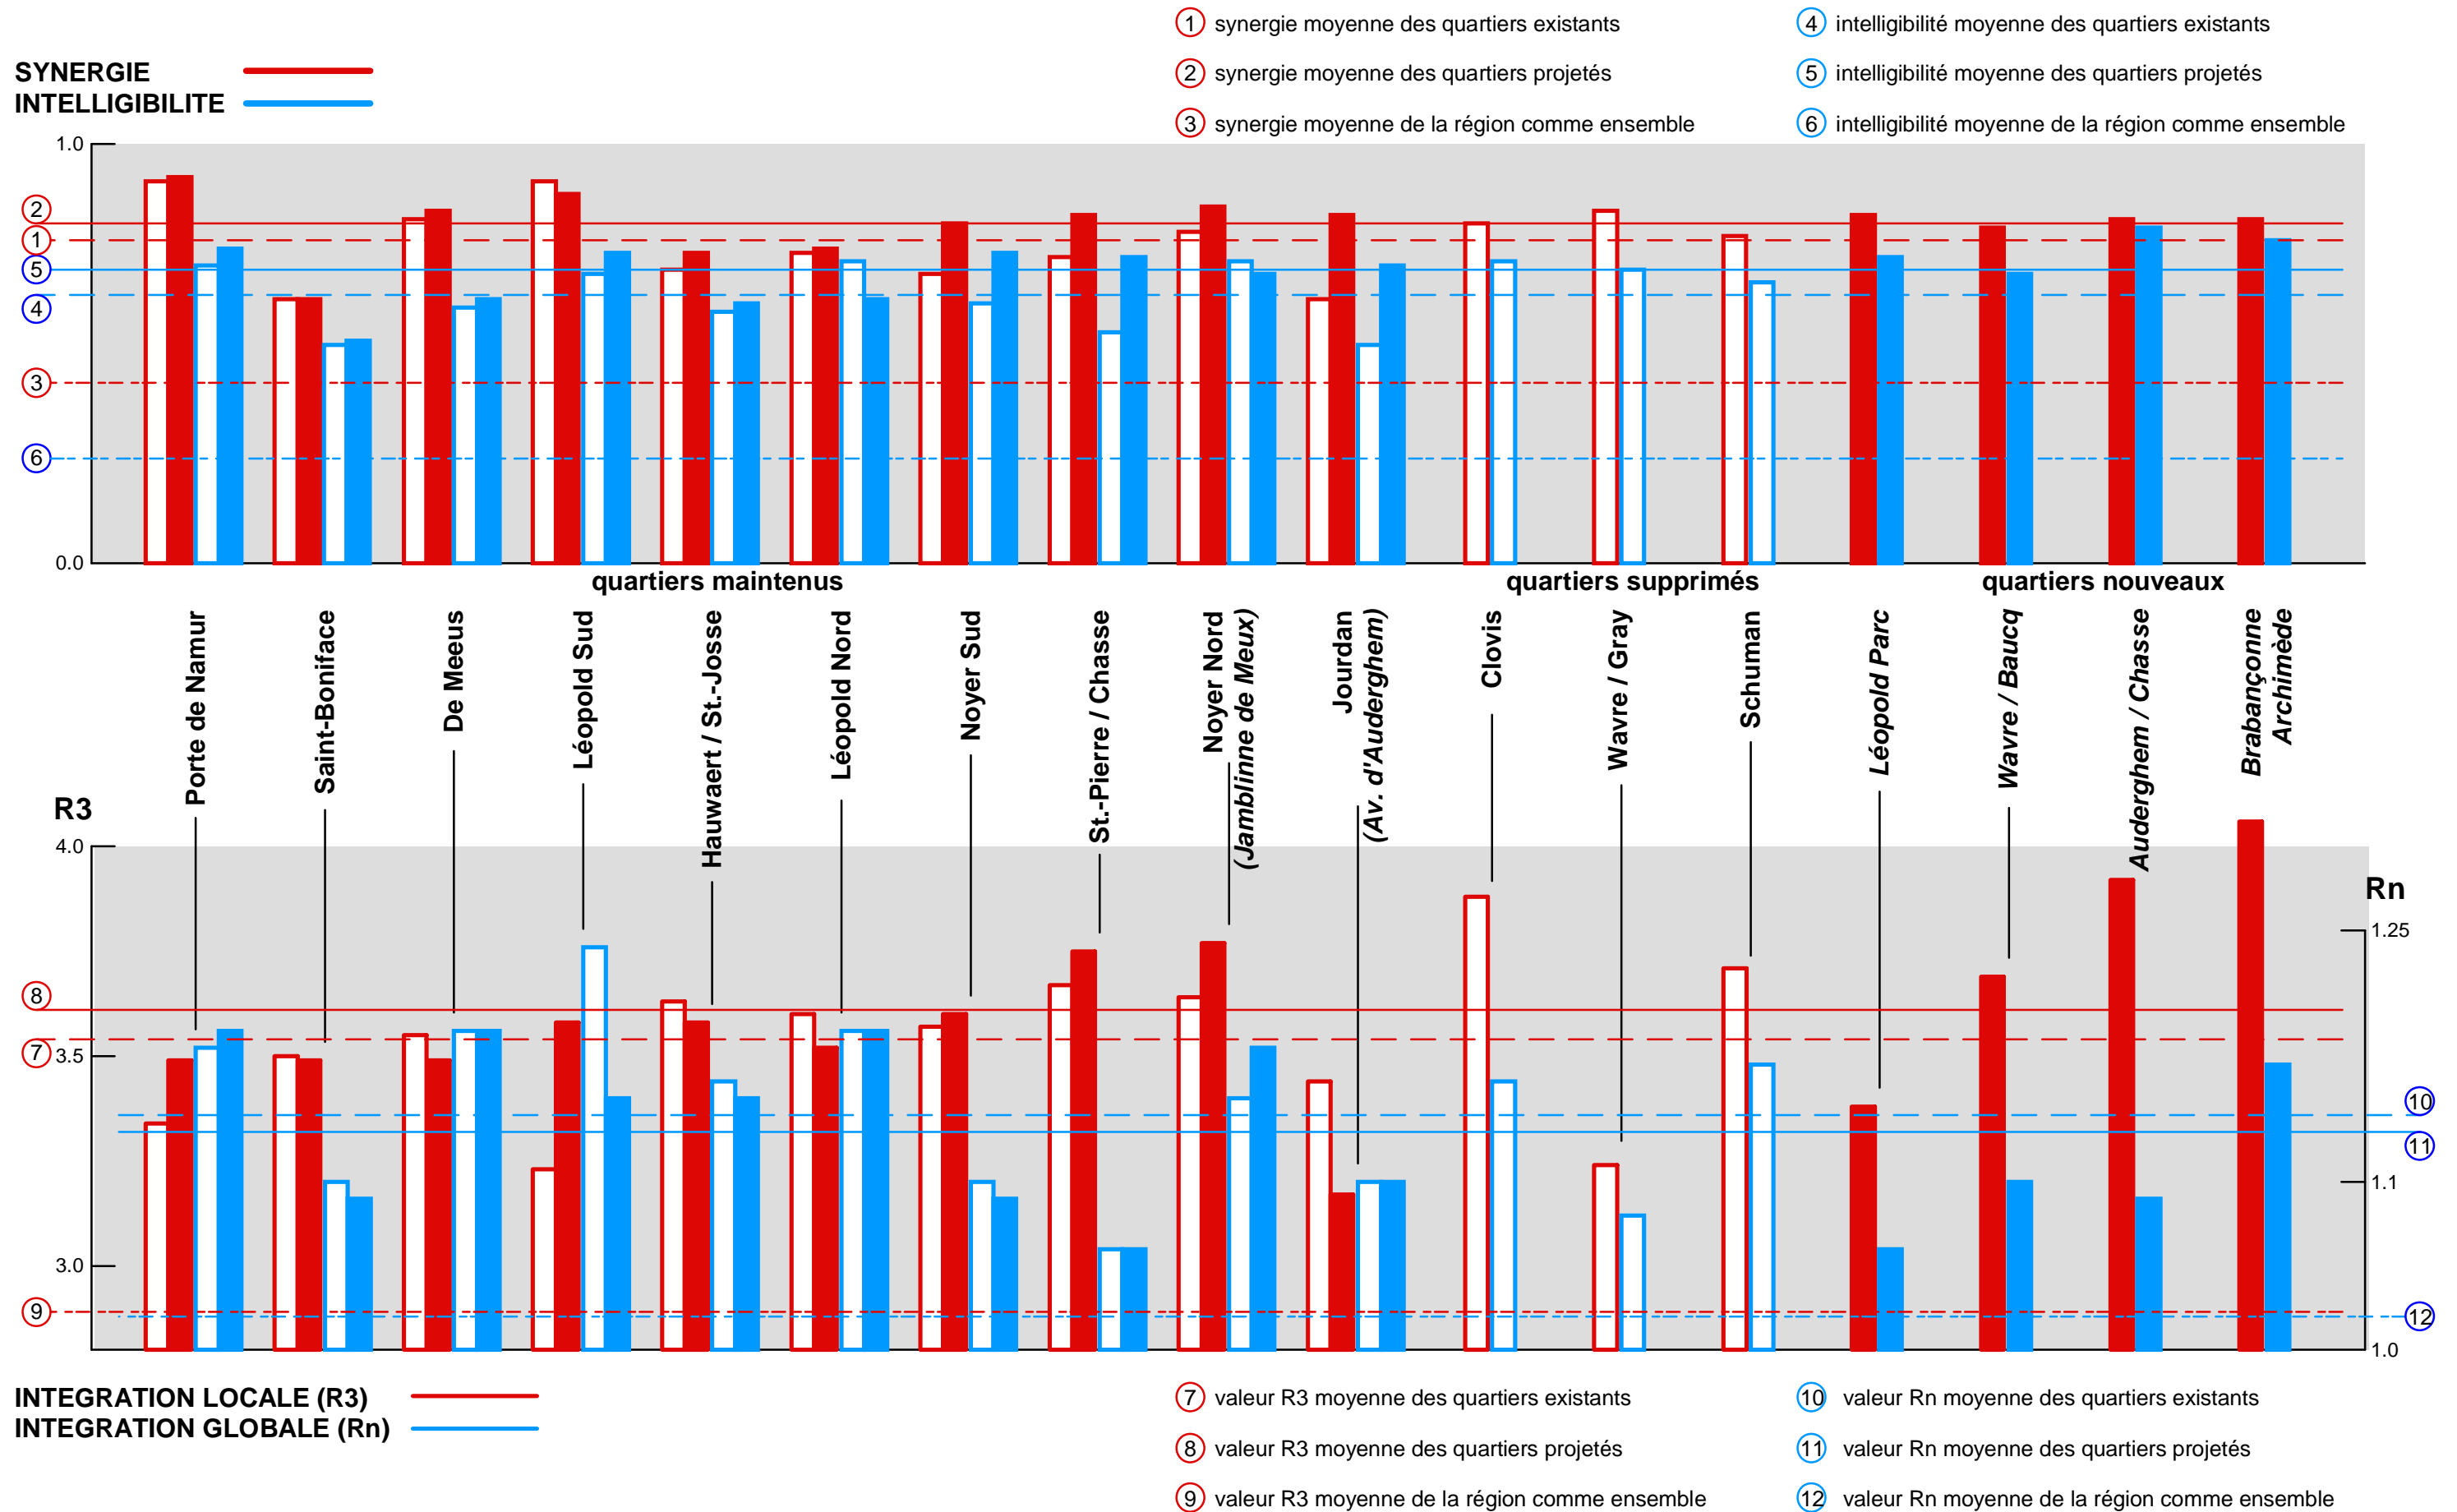 ① synergie moyenne des quartiers existants
④ intelligibilité moyenne des quartiers existants
SYNERGIE
② synergie moyenne des quartiers projetés
⑤ intelligibilité moyenne des quartiers projetés
INTELLIGIBILITE
③ synergie moyenne de la région comme ensemble
⑥ intelligibilité moyenne de la région comme ensemble
1.0
2
1
5
4
3
6
0.0
quartiers maintenus
quartiers supprimés
quartiers nouveaux
Porte de Namur
Saint-Boniface
De Meeus
Léopold Sud
Hauwaert / St.-Josse
Léopold Nord
Noyer Sud
St.-Pierre / Chasse
Noyer Nord
(Jamblinne de Meux)
Jourdan
(Av. d'Auderghem)
Clovis
Wavre / Gray
Schuman
Léopold Parc
Wavre / Baucq
Auderghem / Chasse
Brabançonne
Archimède
R3
4.0
Rn
1.25
8
7
3.5
10
11
1.1
3.0
9
12
1.0
INTEGRATION LOCALE (R3)
⑦ valeur R3 moyenne des quartiers existants
⑩ valeur Rn moyenne des quartiers existants
INTEGRATION GLOBALE (Rn)
⑧ valeur R3 moyenne des quartiers projetés
⑪ valeur Rn moyenne des quartiers projetés
⑨ valeur R3 moyenne de la région comme ensemble
⑫ valeur Rn moyenne de la région comme ensemble